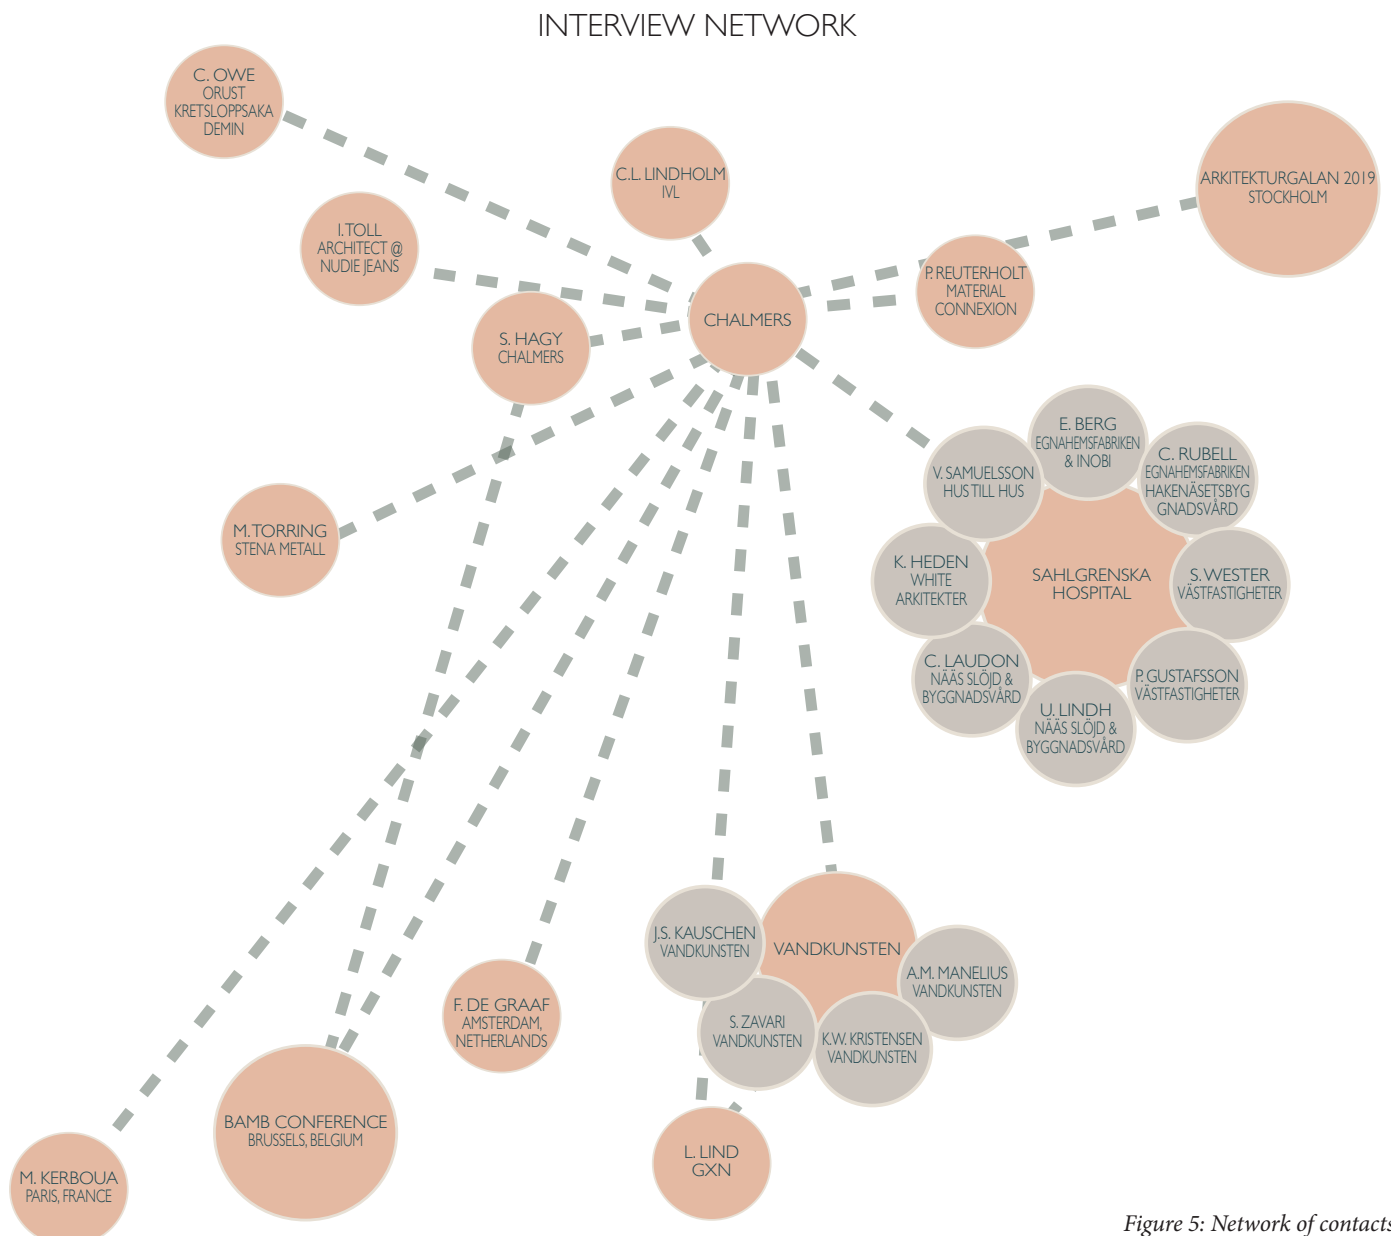 INTERVIEW NETWORK
C. OWE
ORUST
KRETSLOPPSAKA
DEMIN
C.L. LINDHOLM
IVL
ARKITEKTURGALAN 2019
STOCKHOLM
I. TOLL
ARCHITECT @
NUDIE JEANS
P. REUTERHOLT
MATERIAL
CONNEXION
CHALMERS
S. HAGY
CHALMERS
E. BERG
EGNAHEMSFABRIKEN
& INOBI
C. RUBELL
EGNAHEMSFABRIKEN
HAKENÄSETSBYG
GNADSVÅRD
V. SAMUELSSON
HUS TILL HUS
M. TORRING
STENA METALL
K. HEDEN
WHITE
ARKITEKTER
SAHLGRENSKA
HOSPITAL
S. WESTER
VÄSTFASTIGHETER
C. LAUDON
NÄÄS SLÖJD &
BYGGNADSVÅRD
P. GUSTAFSSON
VÄSTFASTIGHETER
U. LINDH
NÄÄS SLÖJD &
BYGGNADSVÅRD
J.S. KAUSCHEN
VANDKUNSTEN
VANDKUNSTEN
A.M. MANELIUS
VANDKUNSTEN
F. DE GRAAF
AMSTERDAM,
NETHERLANDS
S. ZAVARI
VANDKUNSTEN
K.W. KRISTENSEN
VANDKUNSTEN
BAMB CONFERENCE
BRUSSELS, BELGIUM
L. LIND
GXN
M. KERBOUA
PARIS, FRANCE
Figure 5: Network of contacts